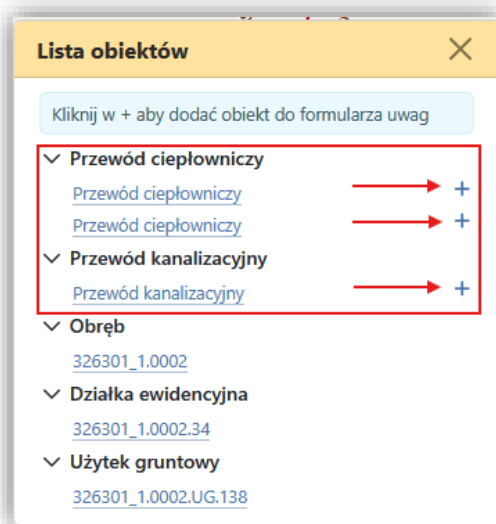 Lista obiektów
Kliknij w + aby dodać obiekt do formularza uwag
Przewód ciepłowniczy
Przewód ciepłowniczy +
Przewód ciepłowniczy +
Przewód kanalizacyjny
Przewód kanalizacyjny +
Obręb
326301_1.0002
Działka ewidencyjna
326301_1.0002.34
Użytek gruntowy
326301_1.0002.UG.138